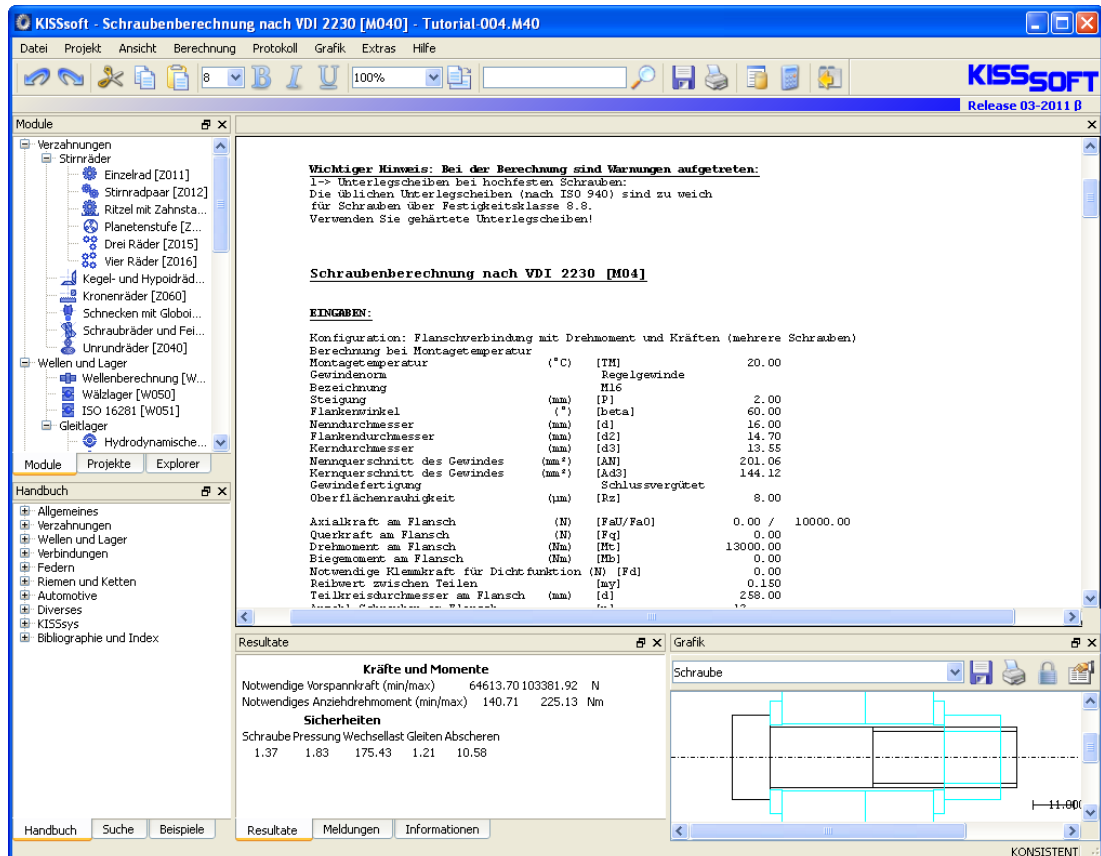 KISSsoft - Schraubenberechnung nach VDI 2230 [M040] - Tutorial-004.M40
Datei Projekt Ansicht Berechnung Protokoll Grafik Extras Hilfe
8 B I U 100%
KISSSOFT
Release 03-2011 β
Module
Verzahnungen
Stirnräder
Einzelrad [Z011]
Stirnradpaar [Z012]
Ritzel mit Zahnsta...
Planetenstufe [Z...
Drei Räder [Z015]
Vier Räder [Z016]
Kegel- und Hypoidräd...
Kronenräder [Z060]
Schnecken mit Globoi...
Schraubräder und Fei...
Unrundräder [Z040]
Wellen und Lager
Wellenberechnung [W...
Wälzlager [W050]
ISO 16281 [W051]
Gleitlager
Hydrodynamische...
Module Projekte Explorer
Handbuch
Allgemeines
Verzahnungen
Wellen und Lager
Verbindungen
Federn
Riemen und Ketten
Automotive
Diverses
KISSsys
Bibliographie und Index
Handbuch Suche Beispiele
Wichtiger Hinweis: Bei der Berechnung sind Warnungen aufgetreten:
1-> Unterlegscheiben bei hochfesten Schrauben:
Die üblichen Unterlegscheiben (nach ISO 940) sind zu weich
für Schrauben über Festigkeitsklasse 8.8.
Verwenden Sie gehärtete Unterlegscheiben!
Schraubenberechnung nach VDI 2230 [M04]
EINGABEN:
Konfiguration: Flanschverbindung mit Drehmoment und Kräften (mehrere Schrauben)
Berechnung bei Montagetemperatur
Montagetemperatur (°C) [TM] 20.00
Gewindenorm Regelgewinde
Bezeichnung M16
Steigung (mm) [P] 2.00
Flankenwinkel (°) [beta] 60.00
Nenndurchmesser (mm) [d] 16.00
Flankendurchmesser (mm) [d2] 14.70
Kerndurchmesser (mm) [d3] 13.55
Nennquerschnitt des Gewindes (mm²) [AN] 201.06
Kernquerschnitt des Gewindes (mm²) [Ad3] 144.12
Gewindefertigung Schlussvergütet
Oberflächenrauhigkeit (µm) [Rz] 8.00
Axialkraft am Flansch (N) [FaU/FaO] 0.00 / 10000.00
Querkraft am Flansch (N) [Fq] 0.00
Drehmoment am Flansch (Nm) [Mt] 13000.00
Biegemoment am Flansch (Nm) [Mb] 0.00
Notwendige Klemmkraft für Dichtfunktion (N) [Fd] 0.00
Reibwert zwischen Teilen [my] 0.150
Teilkreisdurchmesser am Flansch (mm) [d] 258.00
Resultate
Kräfte und Momente
Notwendige Vorspannkraft (min/max) 64613.70 103381.92 N
Notwendiges Anziehdrehmoment (min/max) 140.71 225.13 Nm
Sicherheiten
Schraube Pressung Wechsellast Gleiten Abscheren
1.37 1.83 175.43 1.21 10.58
Resultate Meldungen Informationen
Grafik
Schraube
KONSISTENT